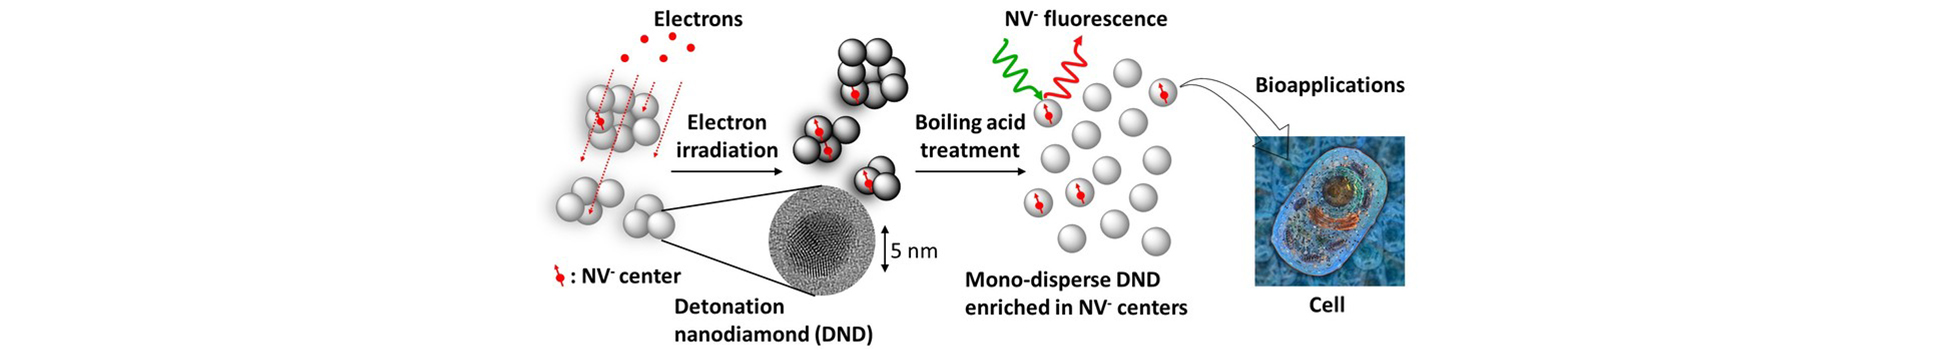 Electrons
Electron
irradiation
: NV⁻ center
Detonation
nanodiamond (DND)
5 nm
Boiling acid
treatment
NV⁻ fluorescence
Mono-disperse DND
enriched in NV⁻ centers
Bioapplications
Cell